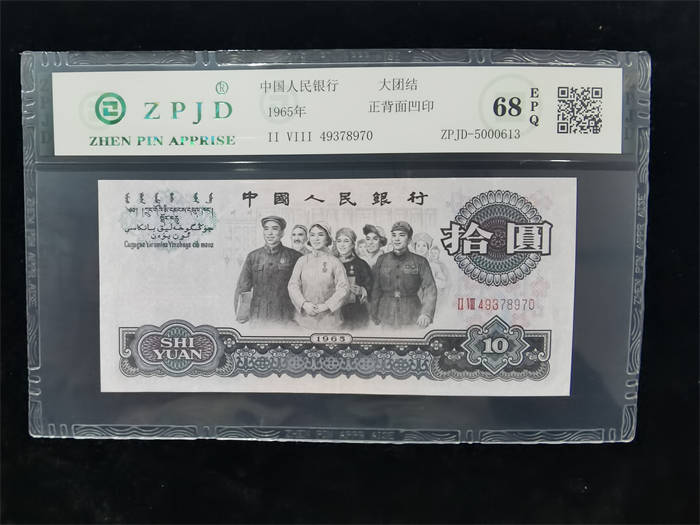 ZPJD®
ZHEN PIN APPRISE
中国人民银行 大团结
1965年 正背面凹印
II VIII 49378970 ZPJD-5000613
68 EPQ
中國人民銀行
拾圓
II VIII 49378970
1965
SHI
YUAN
10